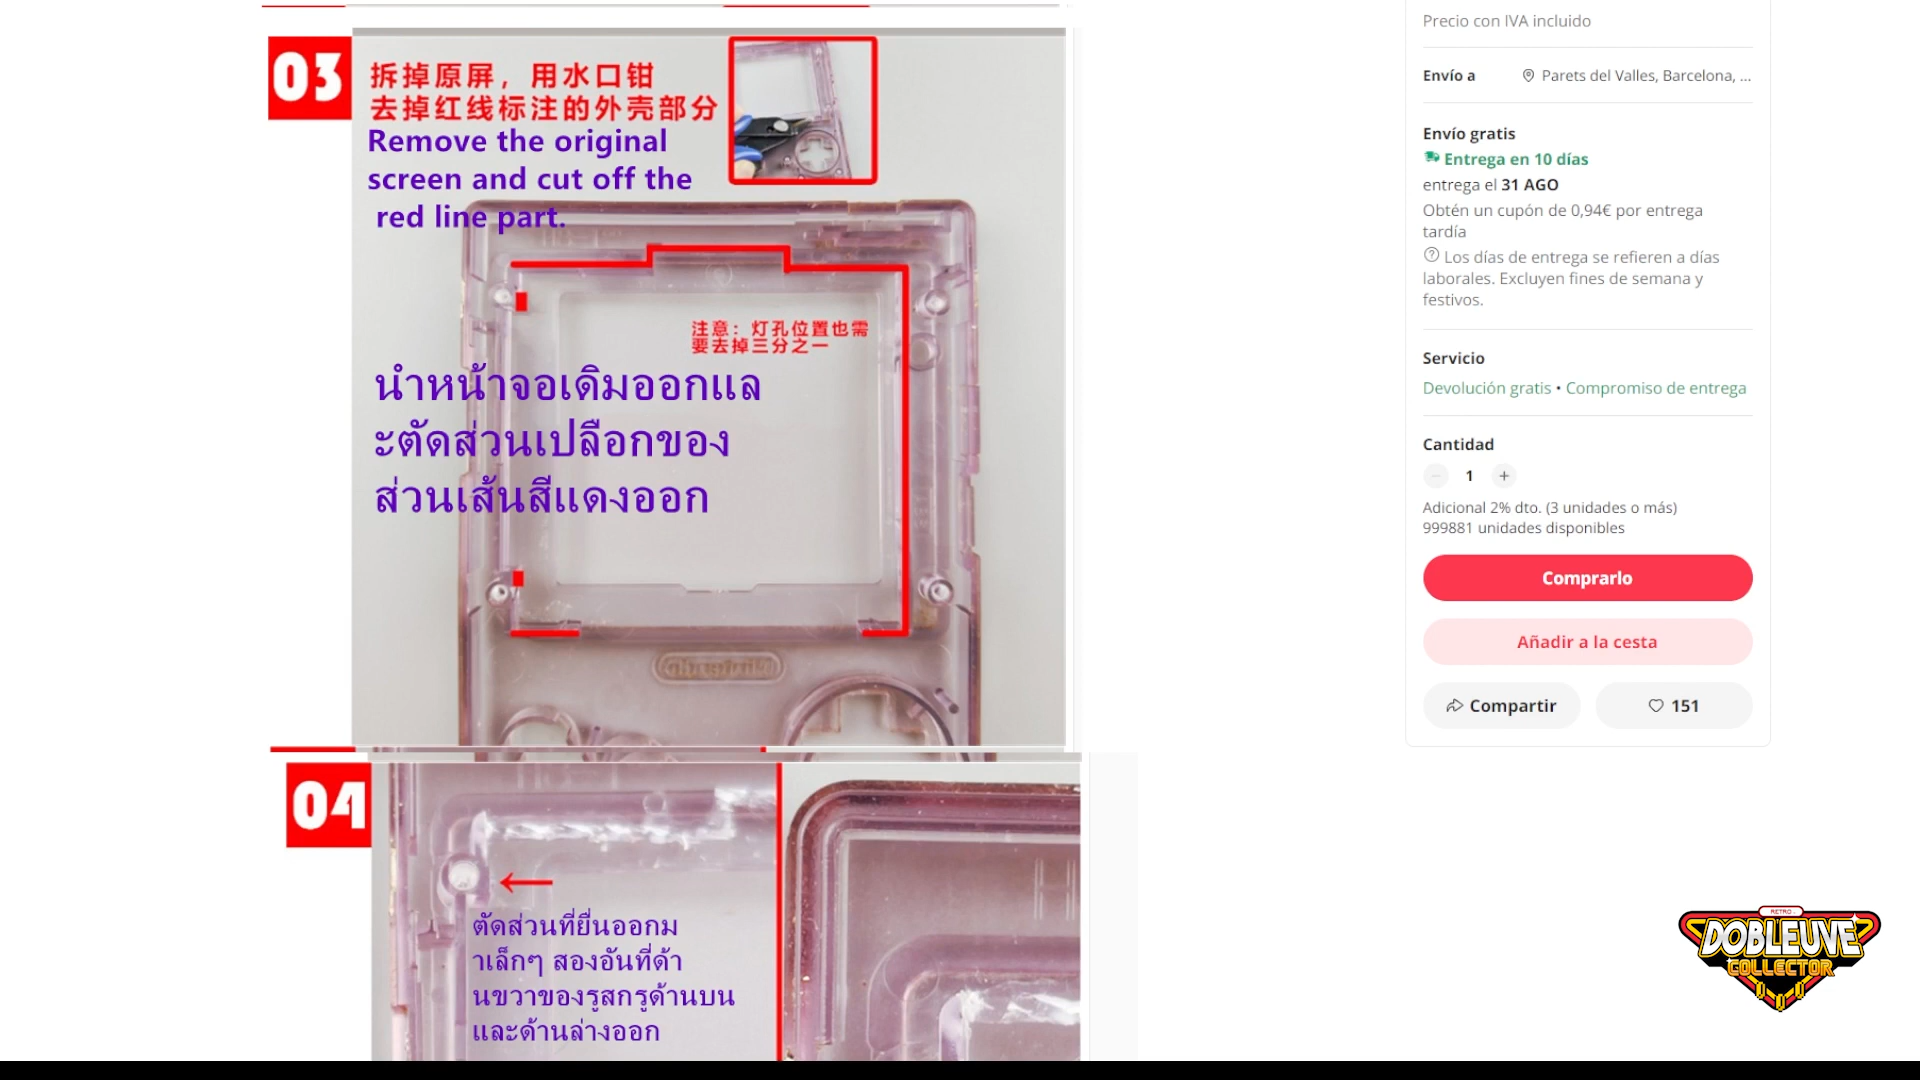 03
拆掉原屏，用水口钳
去掉红线标注的外壳部分
Remove the original
screen and cut off the
red line part.
注意：灯孔位置也需
要去掉三分之一
นำหน้าจอเดิมออกแล
ะตัดส่วนเปลือกของ
ส่วนเส้นสีแดงออก
04
ตัดส่วนที่ยื่นออกม
าเล็กๆ สองอันที่ด้า
นขวาของรูสกรูด้านบน
และด้านล่างออก
Precio con IVA incluido
Envío a Parets del Valles, Barcelona, ...
Envío gratis
Entrega en 10 días
entrega el 31 AGO
Obtén un cupón de 0,94€ por entrega
tardía
Los días de entrega se refieren a días
laborales. Excluyen fines de semana y
festivos.
Servicio
Devolución gratis • Compromiso de entrega
Cantidad
1
Adicional 2% dto. (3 unidades o más)
999881 unidades disponibles
Comprarlo
Añadir a la cesta
Compartir 151
RETRO
DOBLEUVE
COLLECTOR